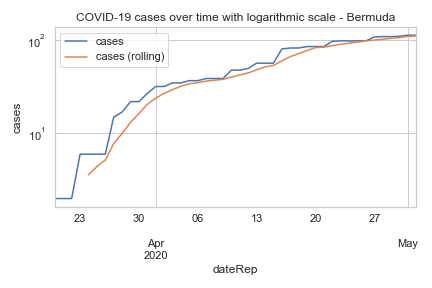 COVID-19 cases over time with logarithmic scale - Bermuda
cases
cases (rolling)
10²
10¹
cases
23
30
06
13
20
27
Apr
2020
May
dateRep